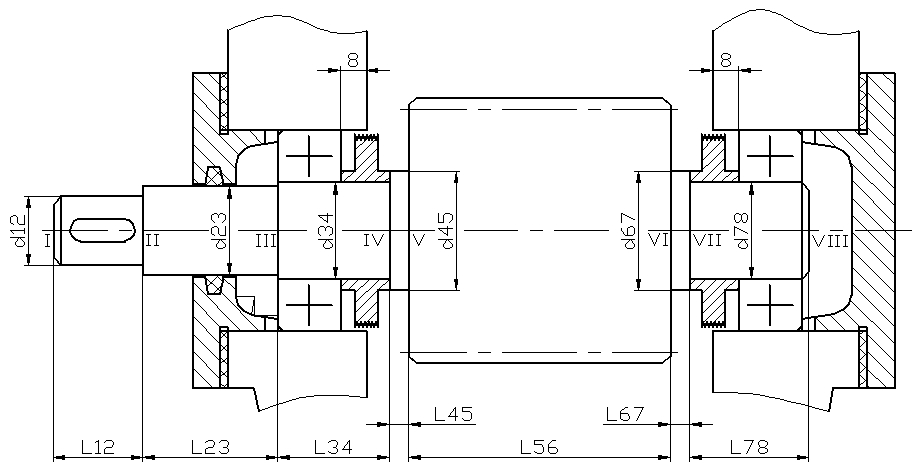 8 8
d12 I II d23 III d34 IV V d45 d67 VI VII d78 VIII
L45 L67
L12 L23 L34 L56 L78